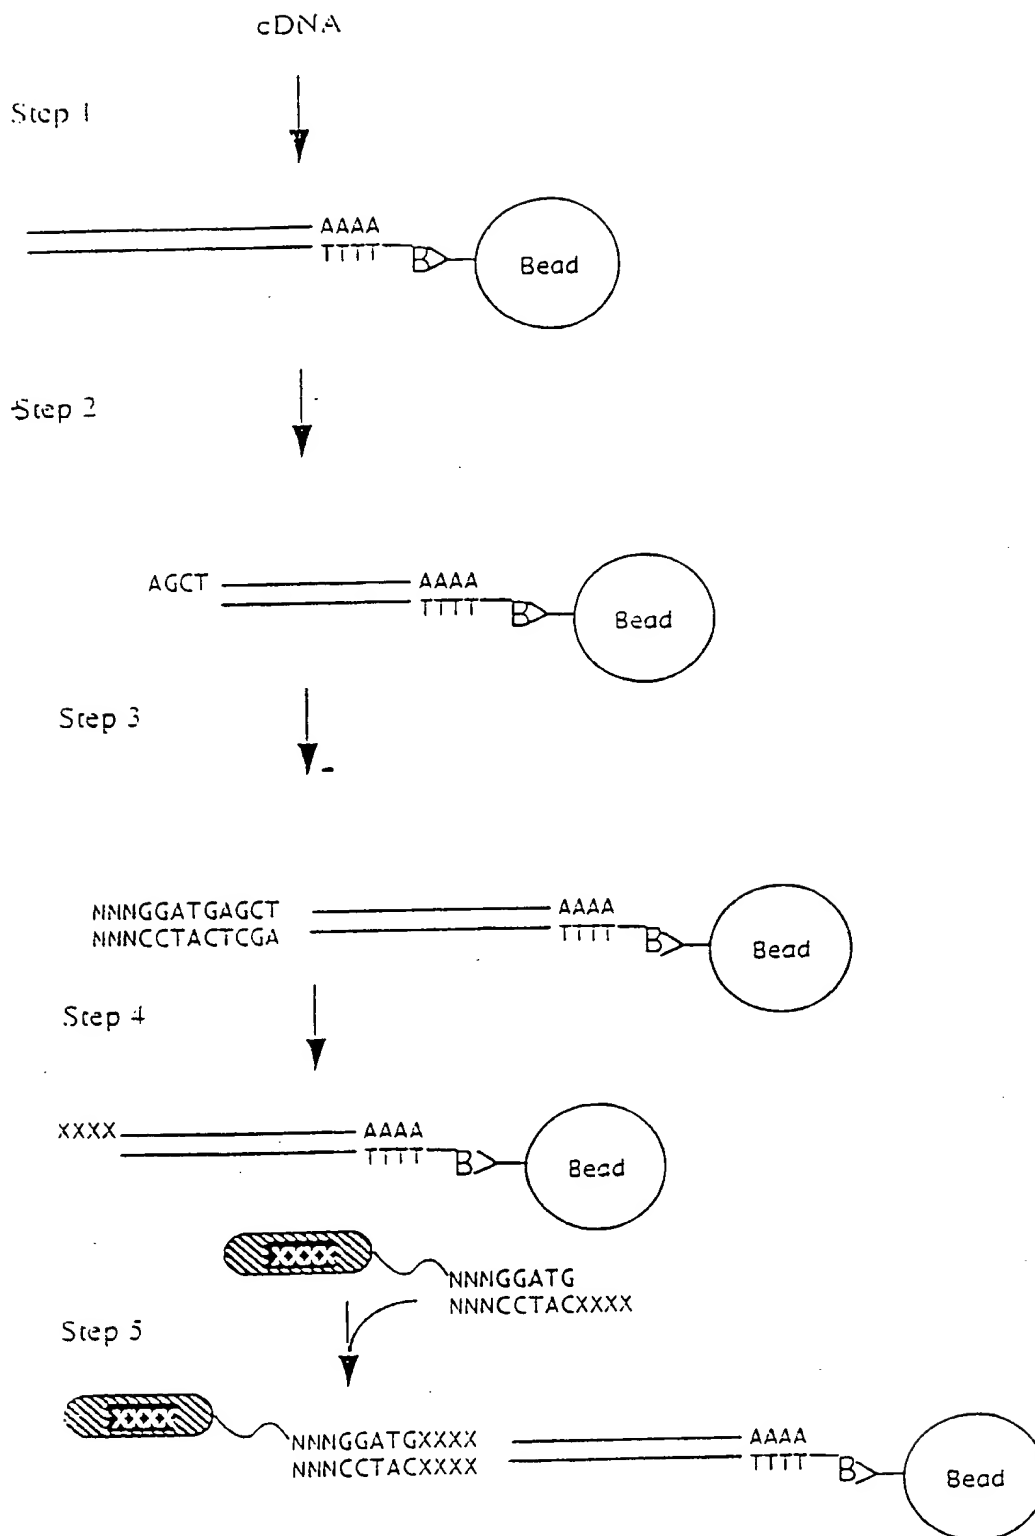 cDNA
Step 1
AAAA
TTTT
B
Bead
Step 2
AGCT
AAAA
TTTT
B
Bead
Step 3
NNNGGATGAGCT
NNNCCTACTCGA
AAAA
TTTT
B
Bead
Step 4
XXXX
AAAA
TTTT
B
Bead
XXXX
NNNGGATG
NNNCCTACXXXX
Step 5
XXXX
NNNGGATGXXXX
NNNCCTACXXXX
AAAA
TTTT
B
Bead